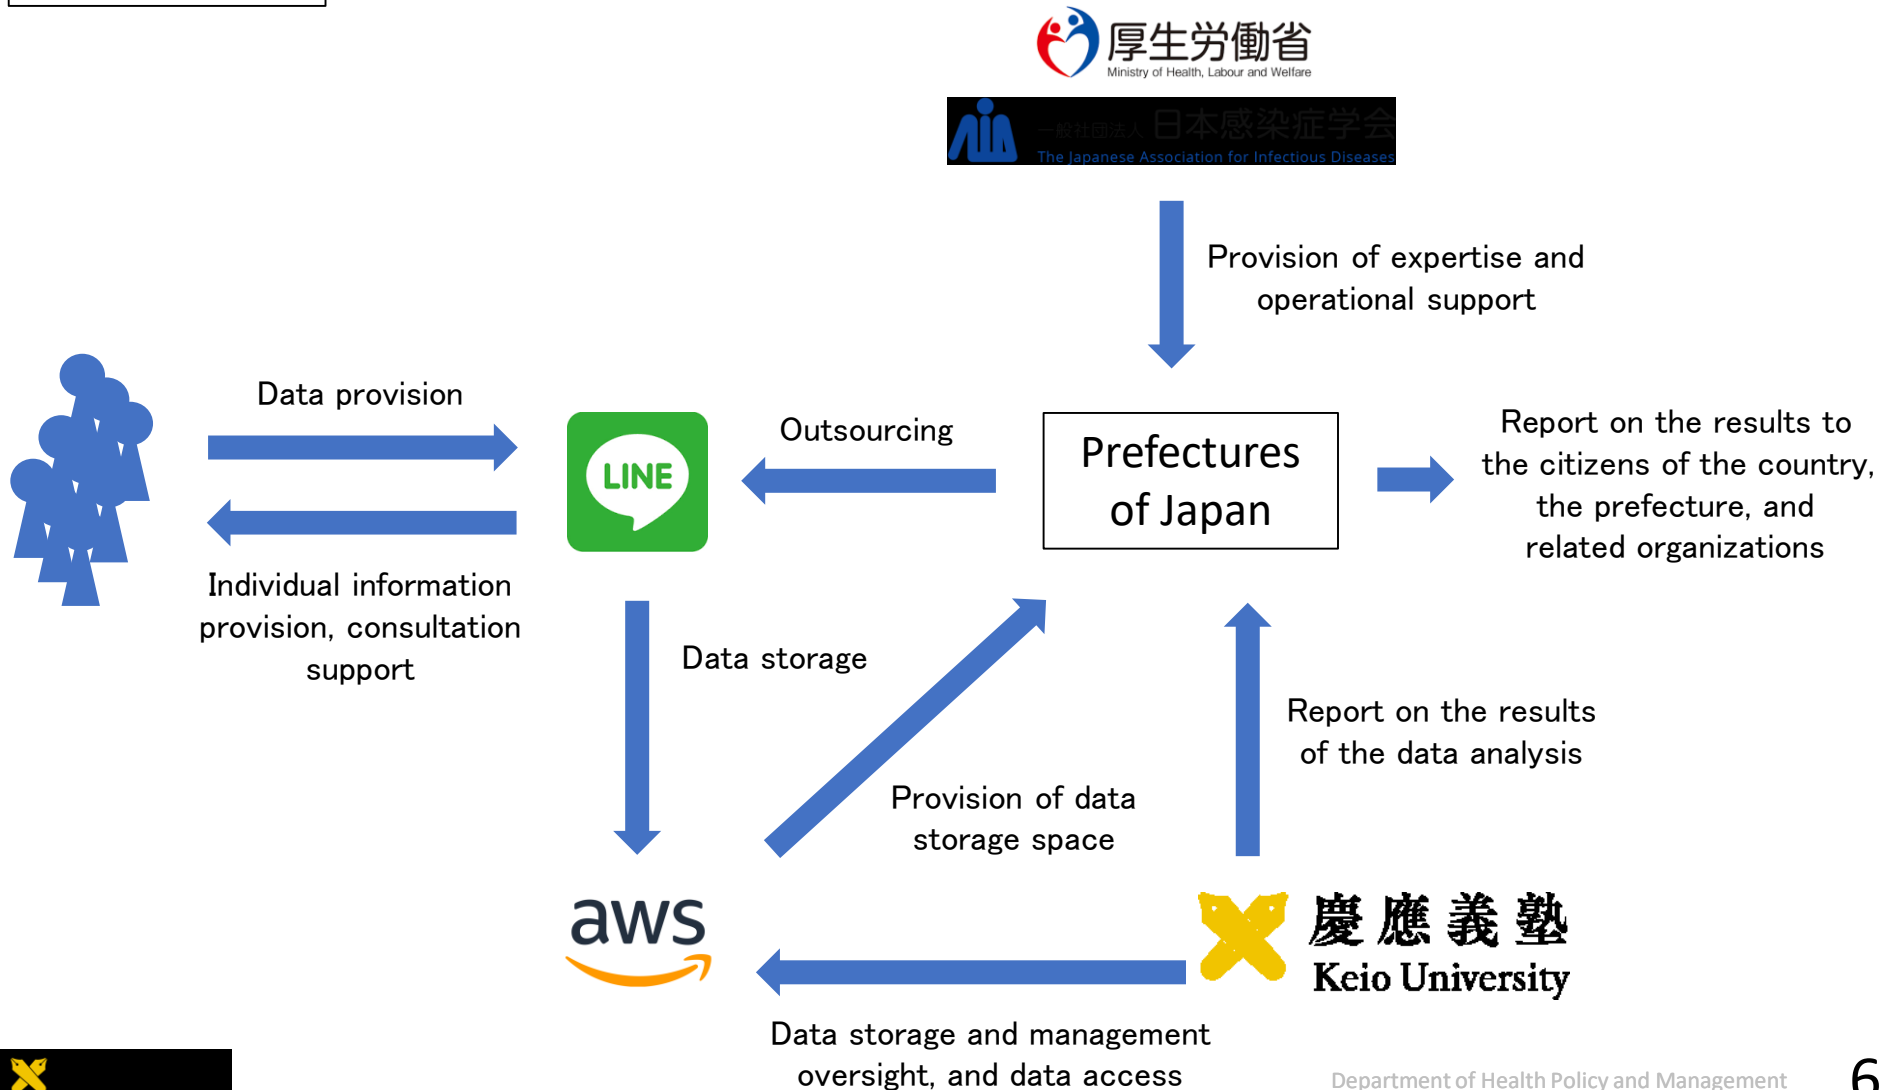 厚生労働省
Ministry of Health, Labour and Welfare
一般社団法人 日本感染症学会
The Japanese Association for Infectious Diseases
Provision of expertise and
operational support
Data provision
LINE
Outsourcing
Prefectures
of Japan
Report on the results to
the citizens of the country,
the prefecture, and
related organizations
Individual information
provision, consultation
support
Data storage
Report on the results
of the data analysis
Provision of data
storage space
aws
慶應義塾
Keio University
Data storage and management
oversight, and data access
Department of Health Policy and Management
6